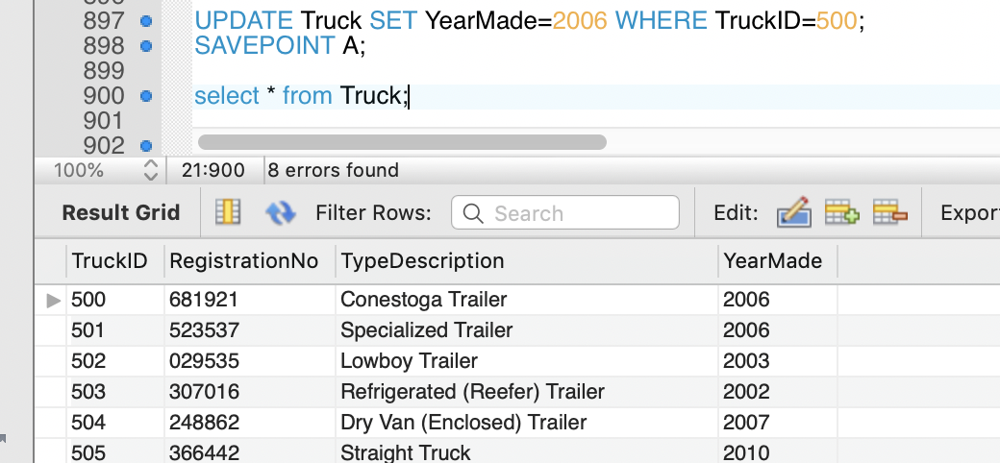 897 UPDATE Truck SET YearMade=2006 WHERE TruckID=500;
898 SAVEPOINT A;
899
900 select * from Truck;
901
902
100% 21:900 8 errors found
Result Grid Filter Rows: Search Edit: Export
TruckID RegistrationNo TypeDescription YearMade
500 681921 Conestoga Trailer 2006
501 523537 Specialized Trailer 2006
502 029535 Lowboy Trailer 2003
503 307016 Refrigerated (Reefer) Trailer 2002
504 248862 Dry Van (Enclosed) Trailer 2007
505 366442 Straight Truck 2010